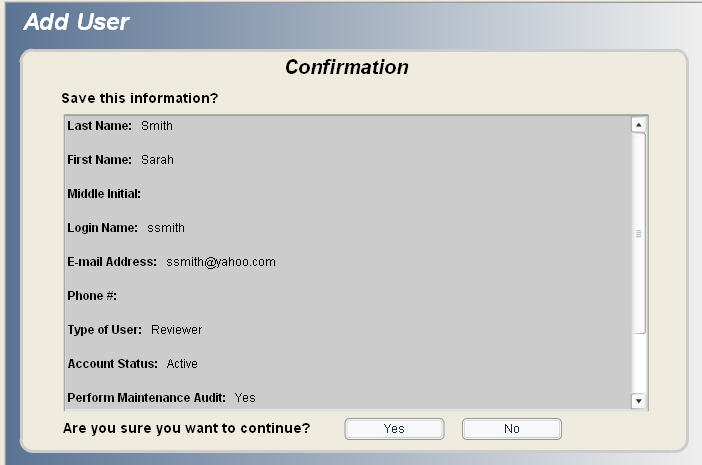 Add User
Confirmation
Save this information?
Last Name: Smith
First Name: Sarah
Middle Initial:
Login Name: ssmith
E-mail Address: ssmith@yahoo.com
Phone #:
Type of User: Reviewer
Account Status: Active
Perform Maintenance Audit: Yes
Are you sure you want to continue? Yes No